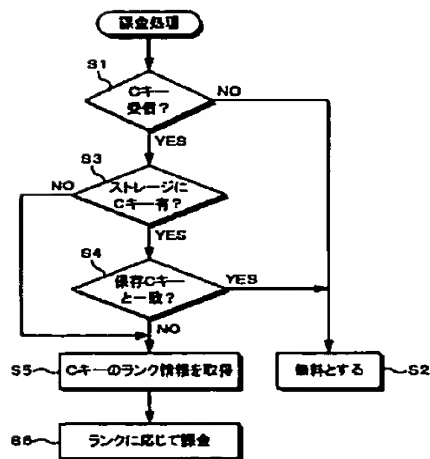 課金処理
S1
Cキー
受信?
NO
YES
S3
ストレージに
Cキー有?
NO
YES
S4
保存Cキー
と一致?
YES
NO
S5
Cキーのランク情報を取得
無料とする
S2
S6
ランクに応じて課金